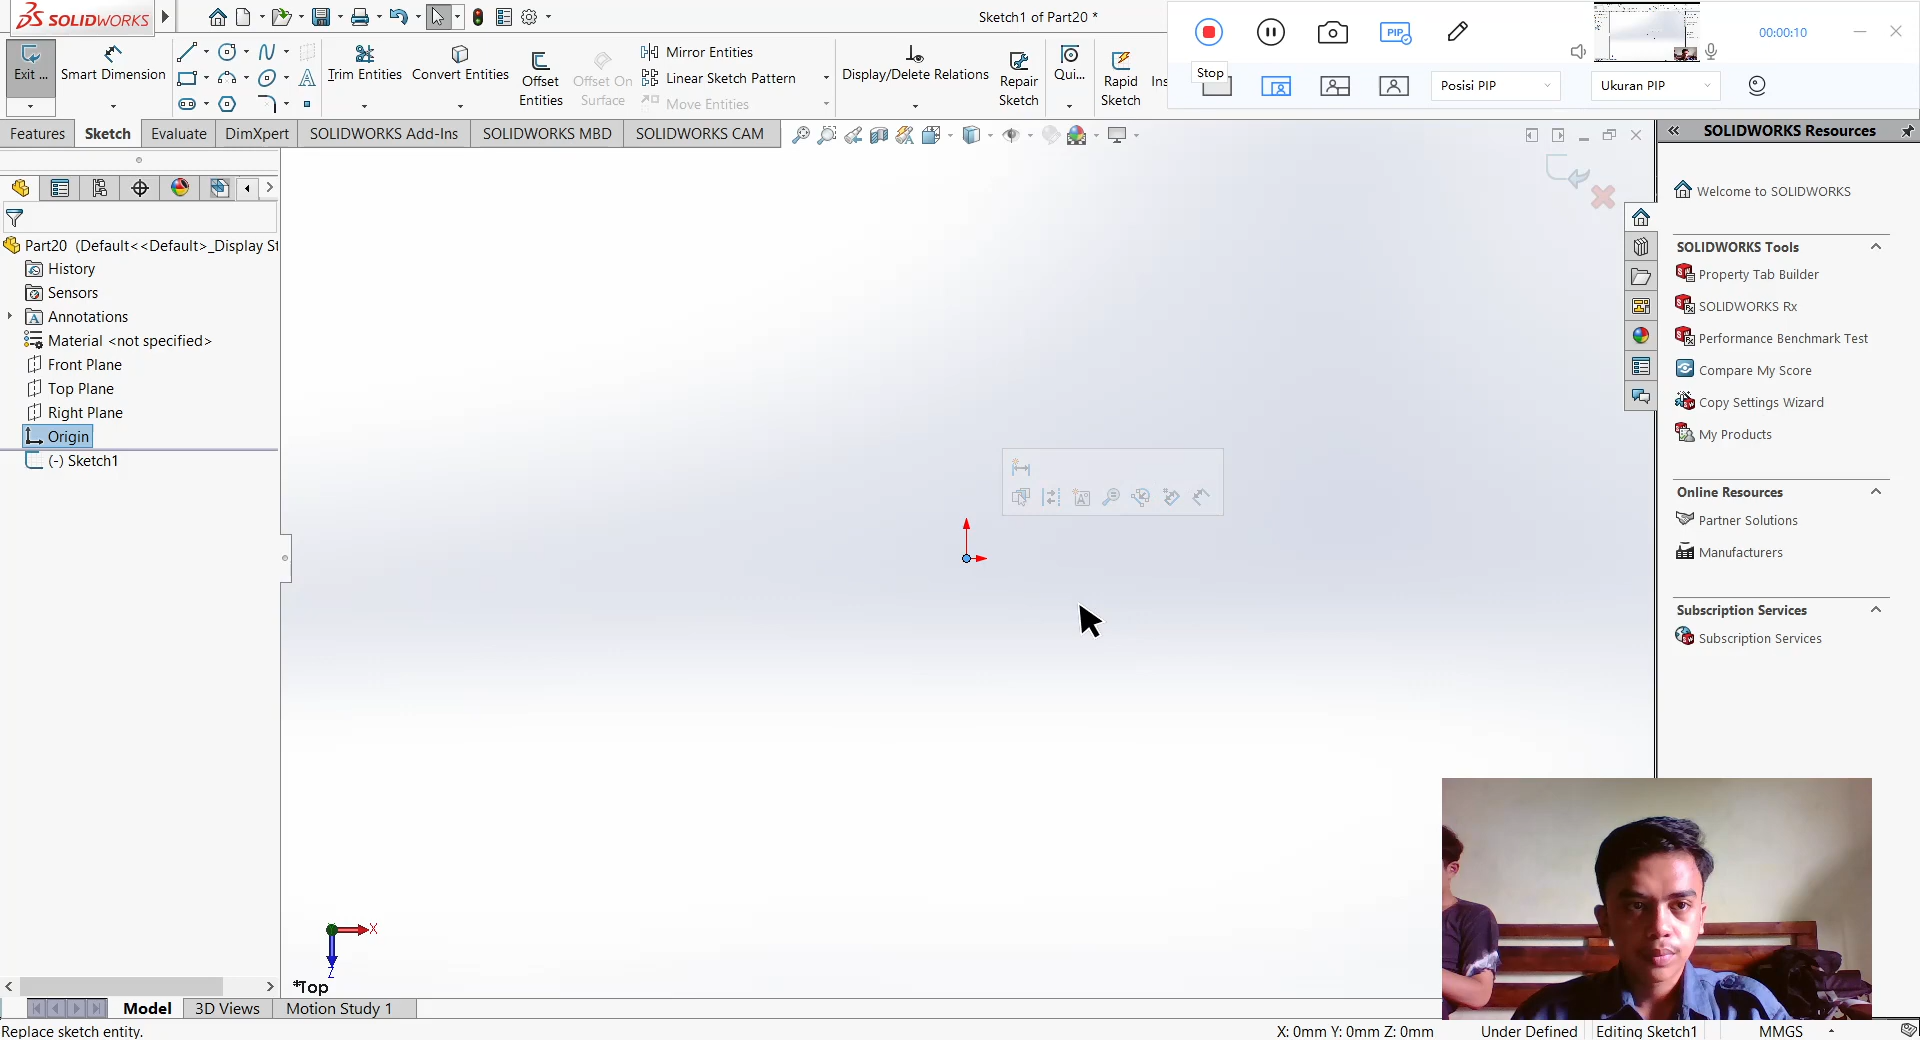 SOLIDWORKS
Sketch1 of Part20 *
PIP
00:00:10
Stop
Posisi PIP
Ukuran PIP
Exit ...
Smart Dimension
Trim Entities
Convert Entities
Offset
Entities
Offset On
Surface
Mirror Entities
Linear Sketch Pattern
Move Entities
Display/Delete Relations
Repair
Sketch
Qui...
Rapid
Sketch
Ins
Features
Sketch
Evaluate
DimXpert
SOLIDWORKS Add-Ins
SOLIDWORKS MBD
SOLIDWORKS CAM
Part20 (Default<<Default>_Display St
History
Sensors
Annotations
Material <not specified>
Front Plane
Top Plane
Right Plane
Origin
(-) Sketch1
SOLIDWORKS Resources
Welcome to SOLIDWORKS
SOLIDWORKS Tools
Property Tab Builder
SOLIDWORKS Rx
Performance Benchmark Test
Compare My Score
Copy Settings Wizard
My Products
Online Resources
Partner Solutions
Manufacturers
Subscription Services
Subscription Services
X
Z
*Top
Model
3D Views
Motion Study 1
Replace sketch entity.
X: 0mm Y: 0mm Z: 0mm
Under Defined
Editing Sketch1
MMGS